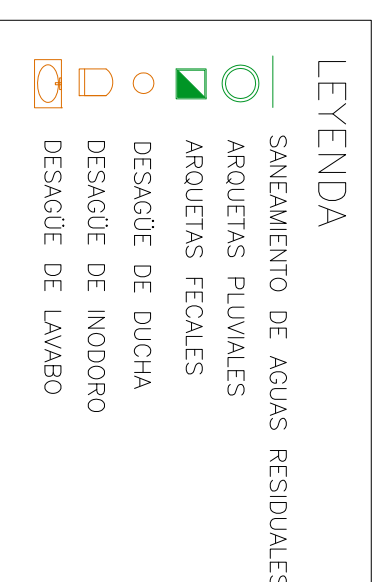 LEYENDA
SANEAMIENTO DE AGUAS RESIDUALES
ARQUETAS PLUVIALES
ARQUETAS FECALES
DESAGÜE DE DUCHA
DESAGÜE DE INODORO
DESAGÜE DE LAVABO